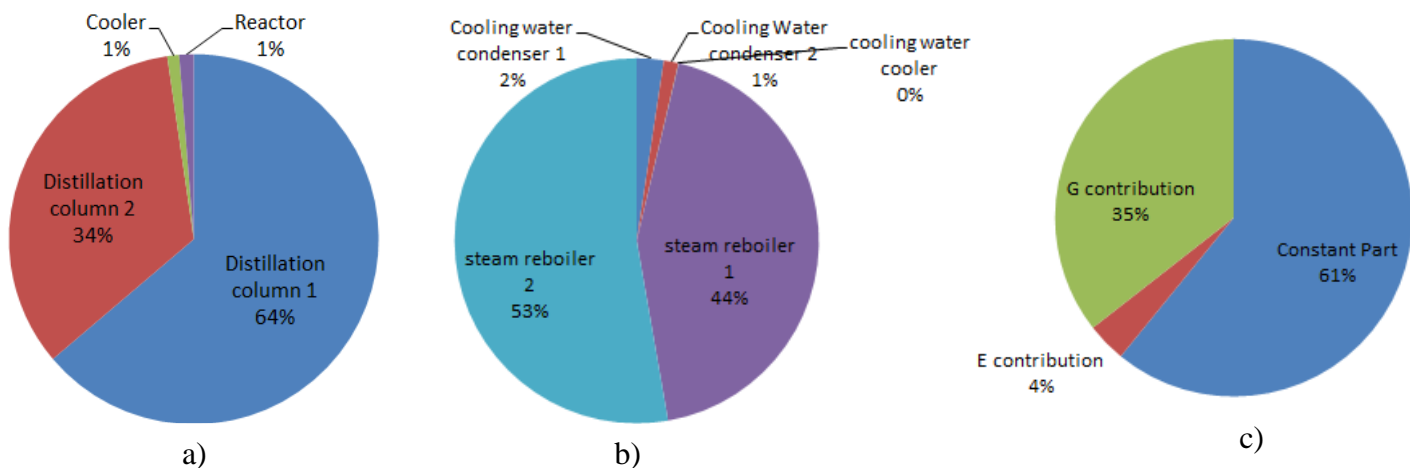 Cooler
1%
Reactor
1%
Distillation
column 2
34%
Distillation
column 1
64%
a)
Cooling water
condenser 1
2%
Cooling Water
condenser 2
1%
cooling water
cooler
0%
steam reboiler
2
53%
steam reboiler
1
44%
b)
G contribution
35%
Constant Part
61%
E contribution
4%
c)